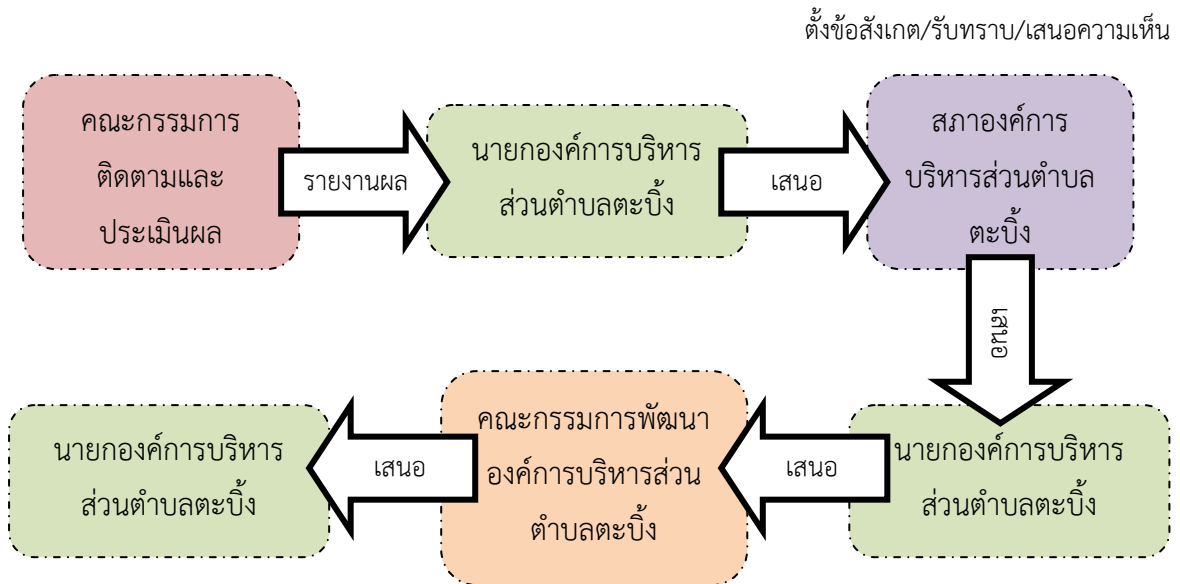 ตั้งข้อสังเกต/รับทราบ/เสนอความเห็น
คณะกรรมการ
ติดตามและ
ประเมินผล
รายงานผล
นายกองค์การบริหาร
ส่วนตำบลตะบิ้ง
เสนอ
สภาองค์การ
บริหารส่วนตำบล
ตะบิ้ง
เสนอ
นายกองค์การบริหาร
ส่วนตำบลตะบิ้ง
เสนอ
คณะกรรมการพัฒนา
องค์การบริหารส่วน
ตำบลตะบิ้ง
เสนอ
นายกองค์การบริหาร
ส่วนตำบลตะบิ้ง